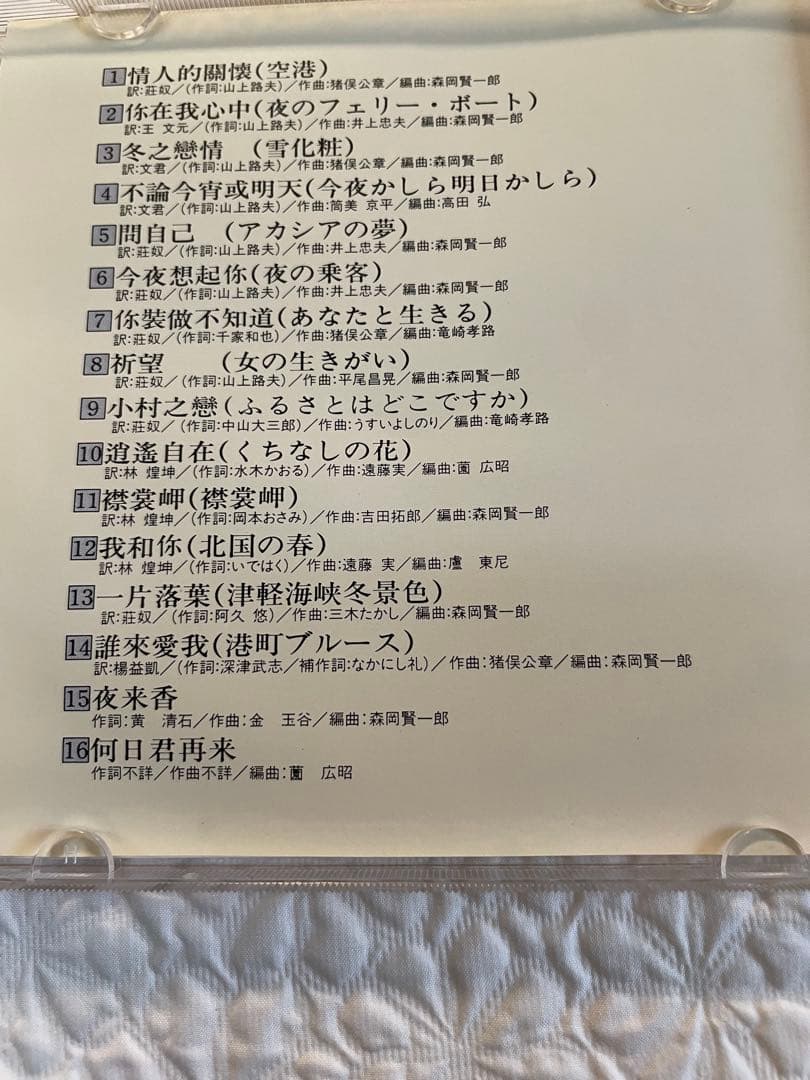 1 情人的關懷(空港)
訳:莊奴／(作詞:山上路夫)／作曲:猪俣公章／編曲:森岡賢一郎
2 你在我心中(夜のフェリー・ボート)
訳:王 文元／(作詞:山上路夫)／作曲:井上忠夫／編曲:森岡賢一郎
3 冬之戀情 (雪化粧)
訳:文君／(作詞:山上路夫)／作曲:猪俣公章／編曲:森岡賢一郎
4 不論今宵或明天(今夜かしら明日かしら)
訳:文君／(作詞:山上路夫)／作曲:筒美 京平／編曲:高田 弘
5 問自己 (アカシアの夢)
訳:莊奴／(作詞:山上路夫)／作曲:井上忠夫／編曲:森岡賢一郎
6 今夜想起你(夜の乗客)
訳:莊奴／(作詞:山上路夫)／作曲:井上忠夫／編曲:森岡賢一郎
7 你裝做不知道(あなたと生きる)
訳:莊奴／(作詞:千家和也)／作曲:猪俣公章／編曲:竜崎孝路
8 祈望 (女の生きがい)
訳:莊奴／(作詞:山上路夫)／作曲:平尾昌晃／編曲:森岡賢一郎
9 小村之戀(ふるさとはどこですか)
訳:莊奴／(作詞:中山大三郎)／作曲:うすいよしのり／編曲:竜崎孝路
10 逍遙自在(くちなしの花)
訳:林 煌坤／(作詞:水木かおる)／作曲:遠藤実／編曲:薗 広昭
11 襟裳岬(襟裳岬)
訳:林 煌坤／(作詞:岡本おさみ)／作曲:吉田拓郎／編曲:森岡賢一郎
12 我和你(北国の春)
訳:林 煌坤／(作詞:いではく)／作曲:遠藤 実／編曲:盧 東尼
13 一片落葉(津軽海峡冬景色)
訳:莊奴／(作詞:阿久 悠)／作曲:三木たかし／編曲:森岡賢一郎
14 誰來愛我(港町ブルース)
訳:楊益凱／(作詞:深津武志／補作詞:なかにし礼)／作曲:猪俣公章／編曲:森岡賢一郎
15 夜来香
作詞:黄 清石／作曲:金 玉谷／編曲:森岡賢一郎
16 何日君再来
作詞不詳／作曲不詳／編曲:薗 広昭